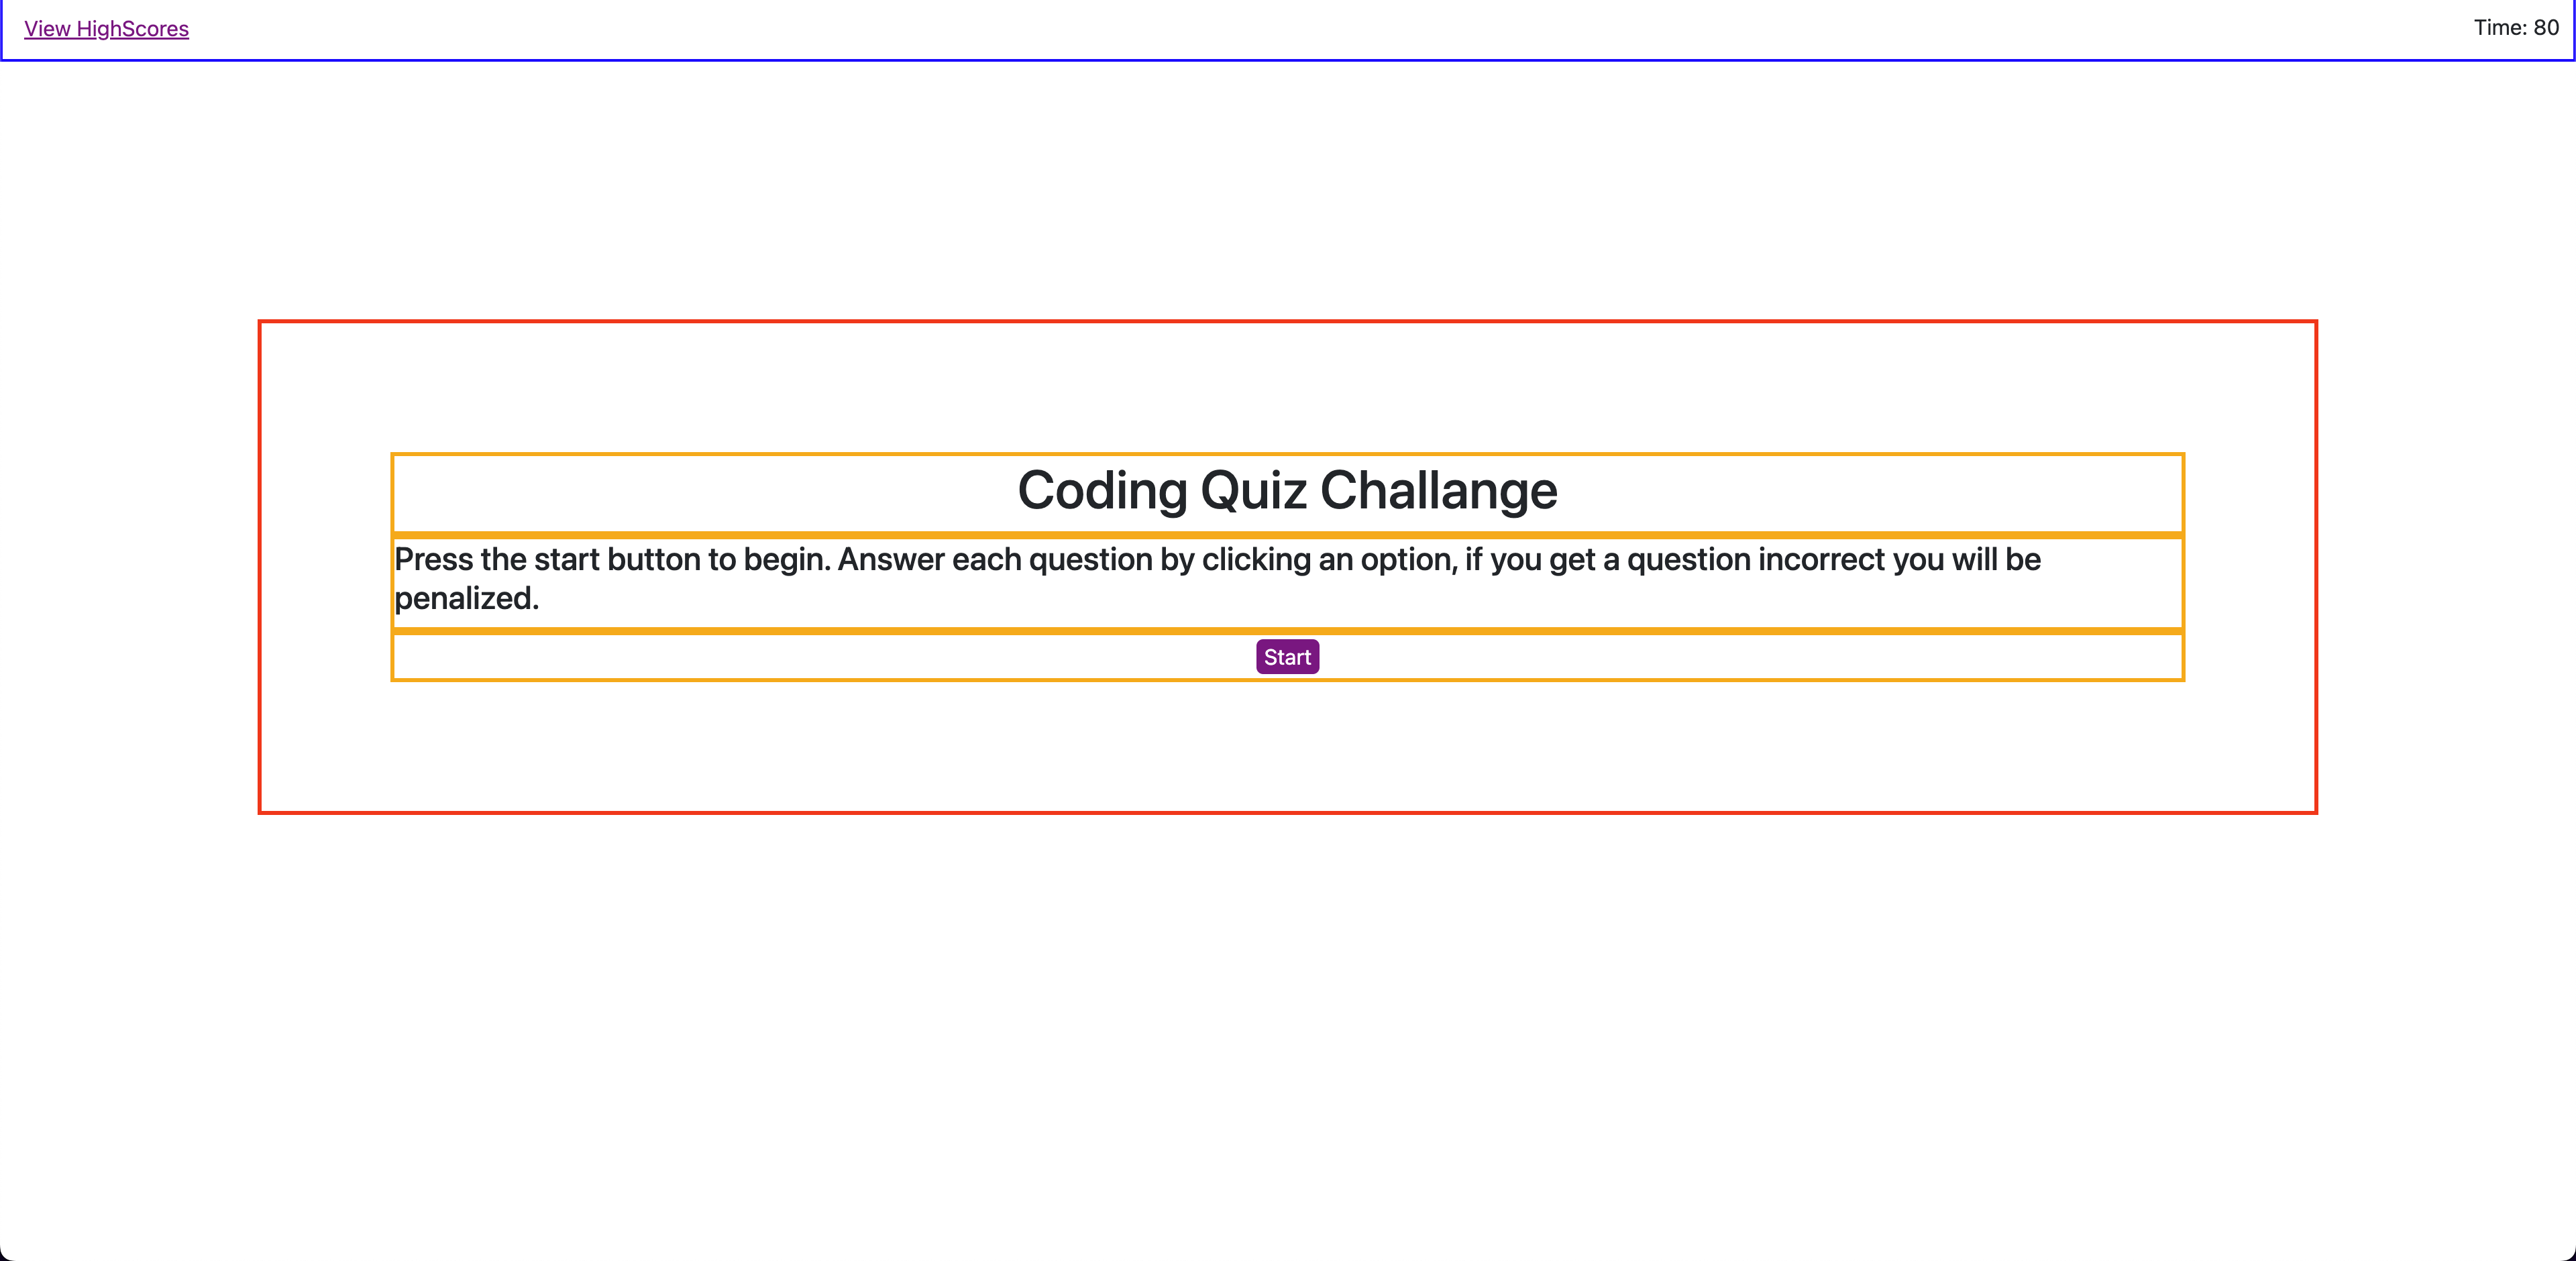 View HighScores
Time: 80
Coding Quiz Challange
Press the start button to begin. Answer each question by clicking an option, if you get a question incorrect you will be
penalized.
Start